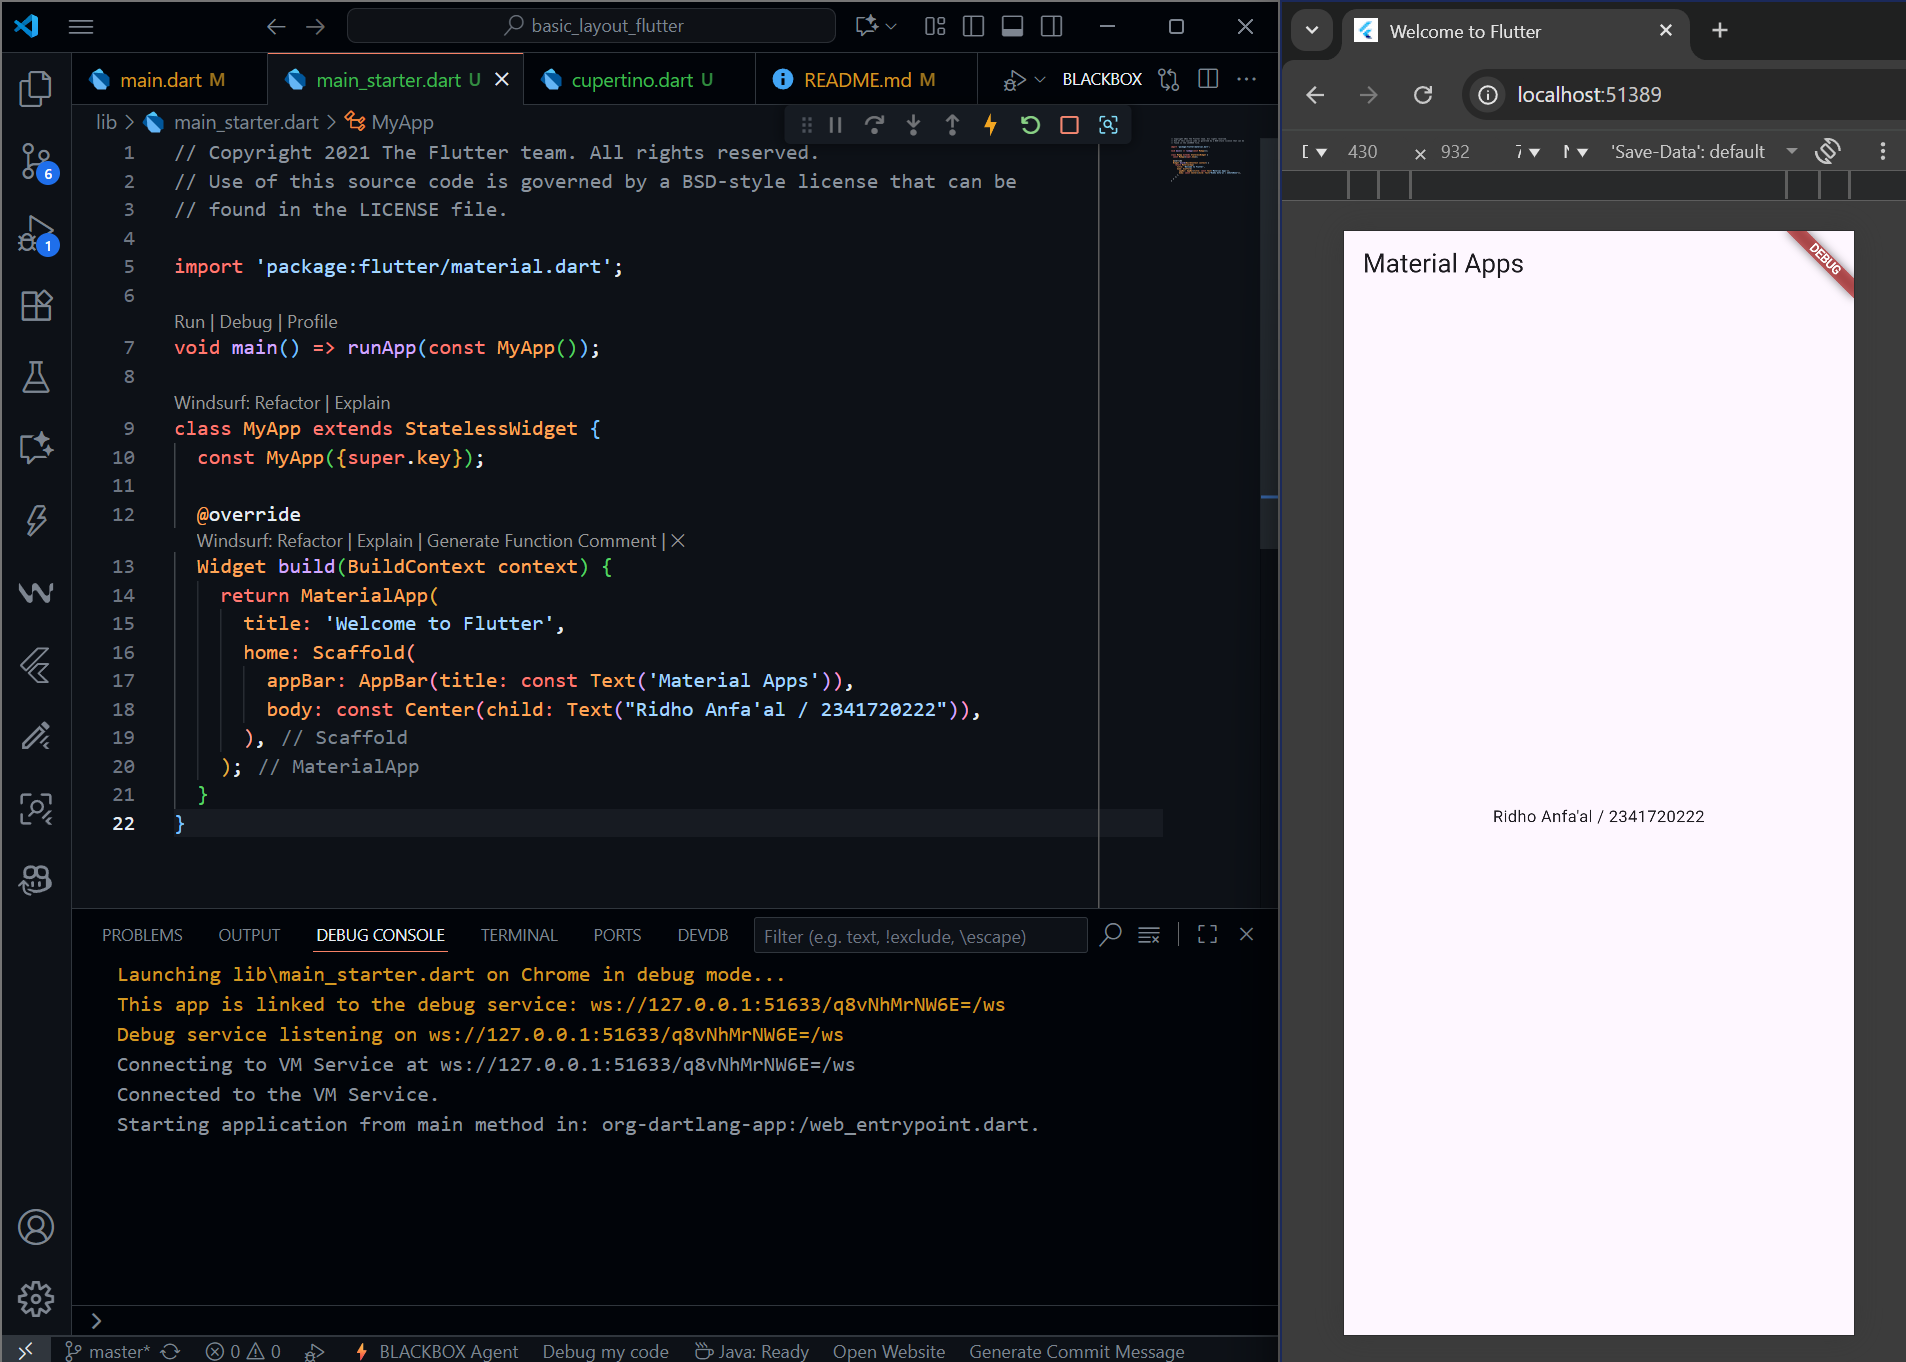 basic_layout_flutter
main.dart M
main_starter.dart U
cupertino.dart U
README.md M
BLACKBOX
lib > main_starter.dart > MyApp
1 // Copyright 2021 The Flutter team. All rights reserved.
2 // Use of this source code is governed by a BSD-style license that can be
3 // found in the LICENSE file.
4
5 import 'package:flutter/material.dart';
6
Run | Debug | Profile
7 void main() => runApp(const MyApp());
8
Windsurf: Refactor | Explain
9 class MyApp extends StatelessWidget {
10 const MyApp({super.key});
11
12 @override
Windsurf: Refactor | Explain | Generate Function Comment | ×
13 Widget build(BuildContext context) {
14 return MaterialApp(
15 title: 'Welcome to Flutter',
16 home: Scaffold(
17 appBar: AppBar(title: const Text('Material Apps')),
18 body: const Center(child: Text("Ridho Anfa'al / 2341720222")),
19 ), // Scaffold
20 ); // MaterialApp
21 }
22 }
6
1
PROBLEMS OUTPUT DEBUG CONSOLE TERMINAL PORTS DEVDB
Filter (e.g. text, !exclude, \escape)
Launching lib\main_starter.dart on Chrome in debug mode...
This app is linked to the debug service: ws://127.0.0.1:51633/q8vNhMrNW6E=/ws
Debug service listening on ws://127.0.0.1:51633/q8vNhMrNW6E=/ws
Connecting to VM Service at ws://127.0.0.1:51633/q8vNhMrNW6E=/ws
Connected to the VM Service.
Starting application from main method in: org-dartlang-app:/web_entrypoint.dart.
master* 0 0 BLACKBOX Agent Debug my code Java: Ready Open Website Generate Commit Message
Welcome to Flutter
localhost:51389
430 × 932 'Save-Data': default
Material Apps
DEBUG
Ridho Anfa'al / 2341720222